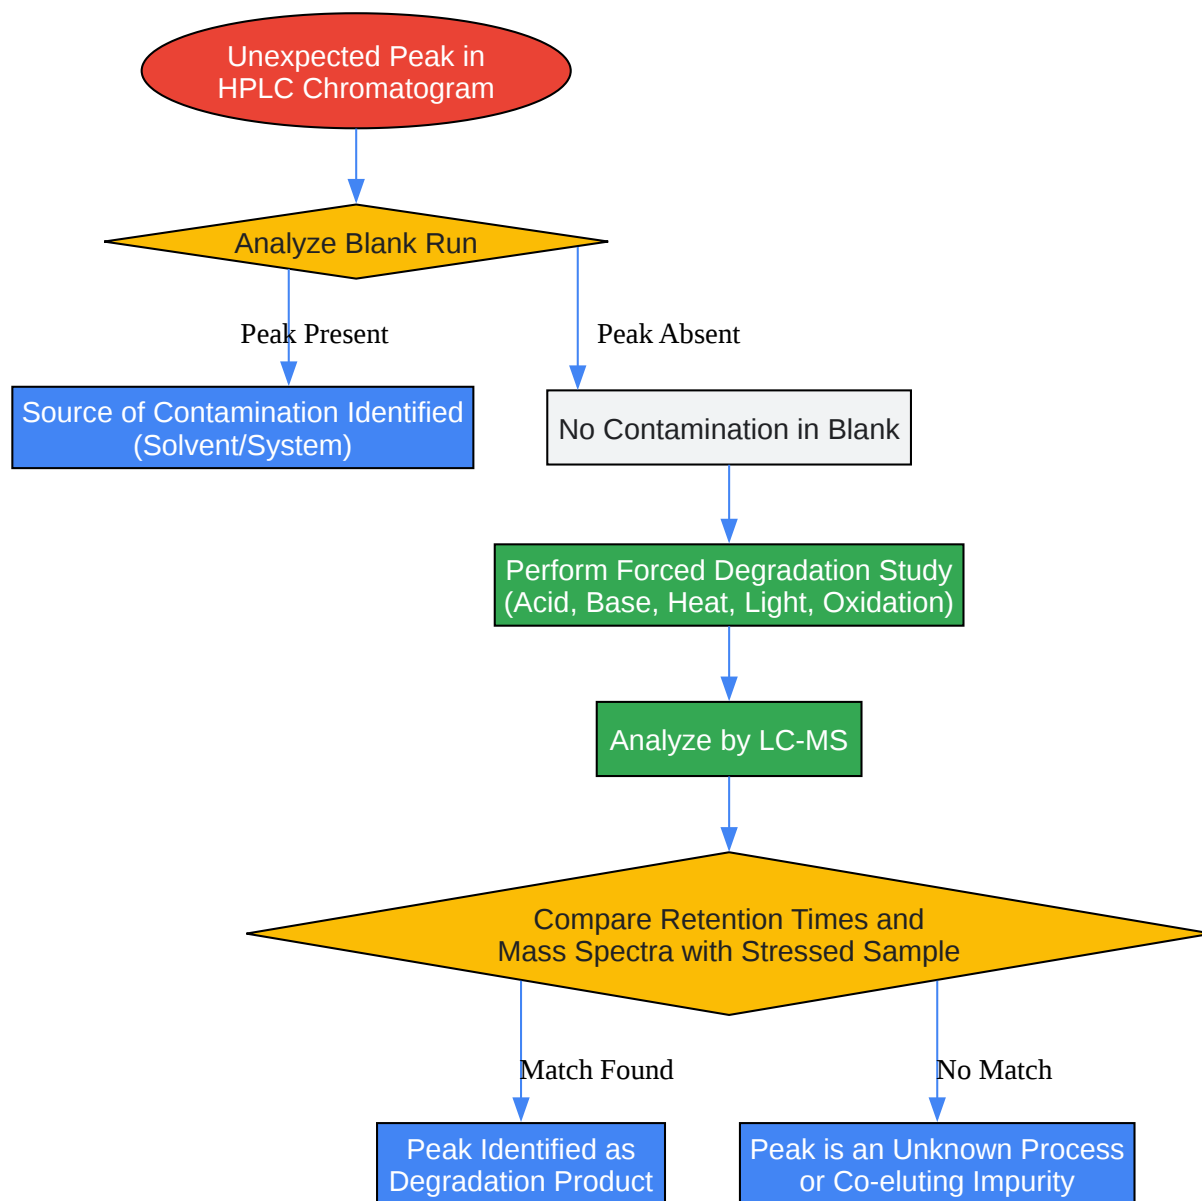 Unexpected Peak in
HPLC Chromatogram
Analyze Blank Run
Peak Present
Peak Absent
Source of Contamination Identified
(Solvent/System)
No Contamination in Blank
Perform Forced Degradation Study
(Acid, Base, Heat, Light, Oxidation)
Analyze by LC-MS
Compare Retention Times and
Mass Spectra with Stressed Sample
Match Found
No Match
Peak Identified as
Degradation Product
Peak is an Unknown Process
or Co-eluting Impurity